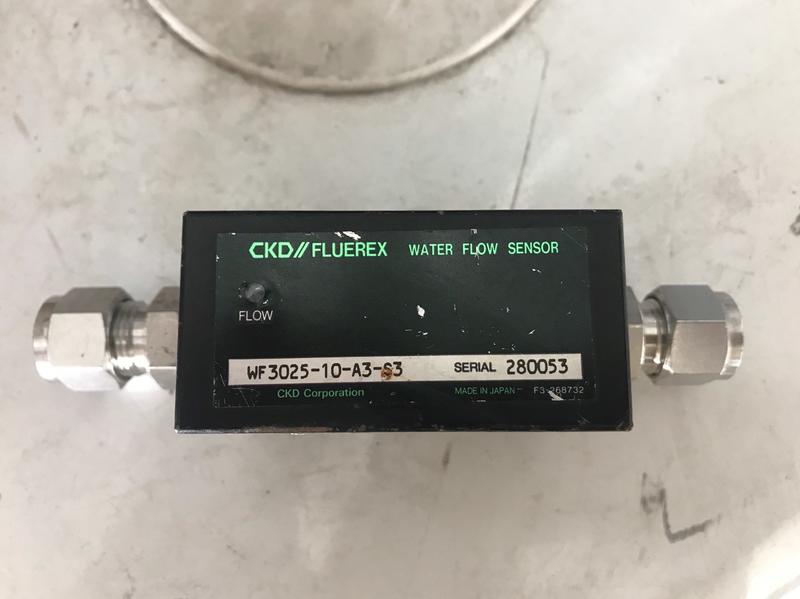 CKD//FLUEREX WATER FLOW SENSOR
FLOW
WF3025-10-A3-S3 SERIAL 280053
CKD Corporation MADE IN JAPAN F3-268732